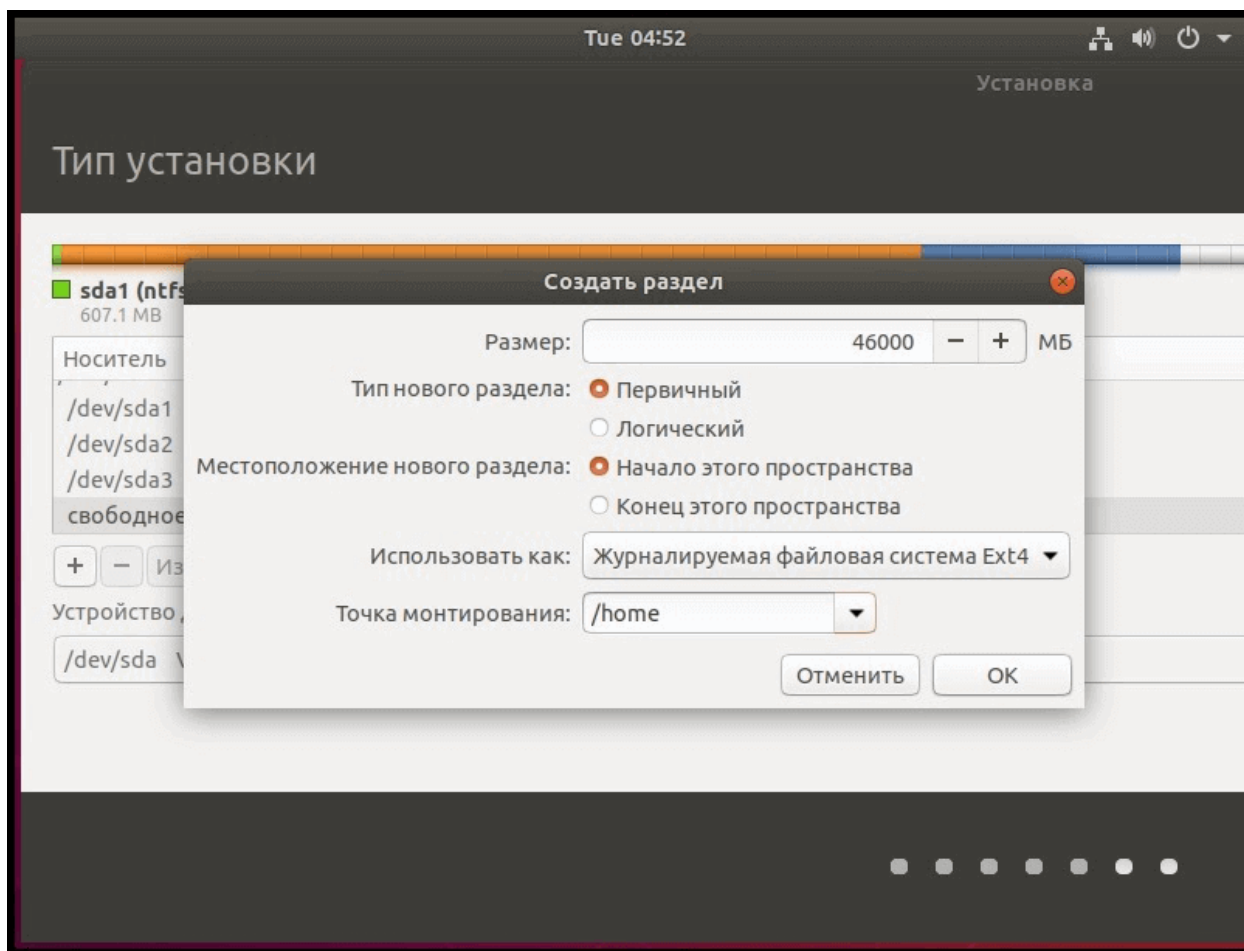 Tue 04:52
Установка
Тип установки
Создать раздел
sda1 (ntfs
607.1 MB
Размер: 46000 МБ
Носитель
Тип нового раздела: Первичный
/dev/sda1
Логический
/dev/sda2
Местоположение нового раздела: Начало этого пространства
/dev/sda3
Конец этого пространства
свободное
Использовать как: Журналируемая файловая система Ext4
Из
Точка монтирования: /home
Устройство
/dev/sda
Отменить
OK